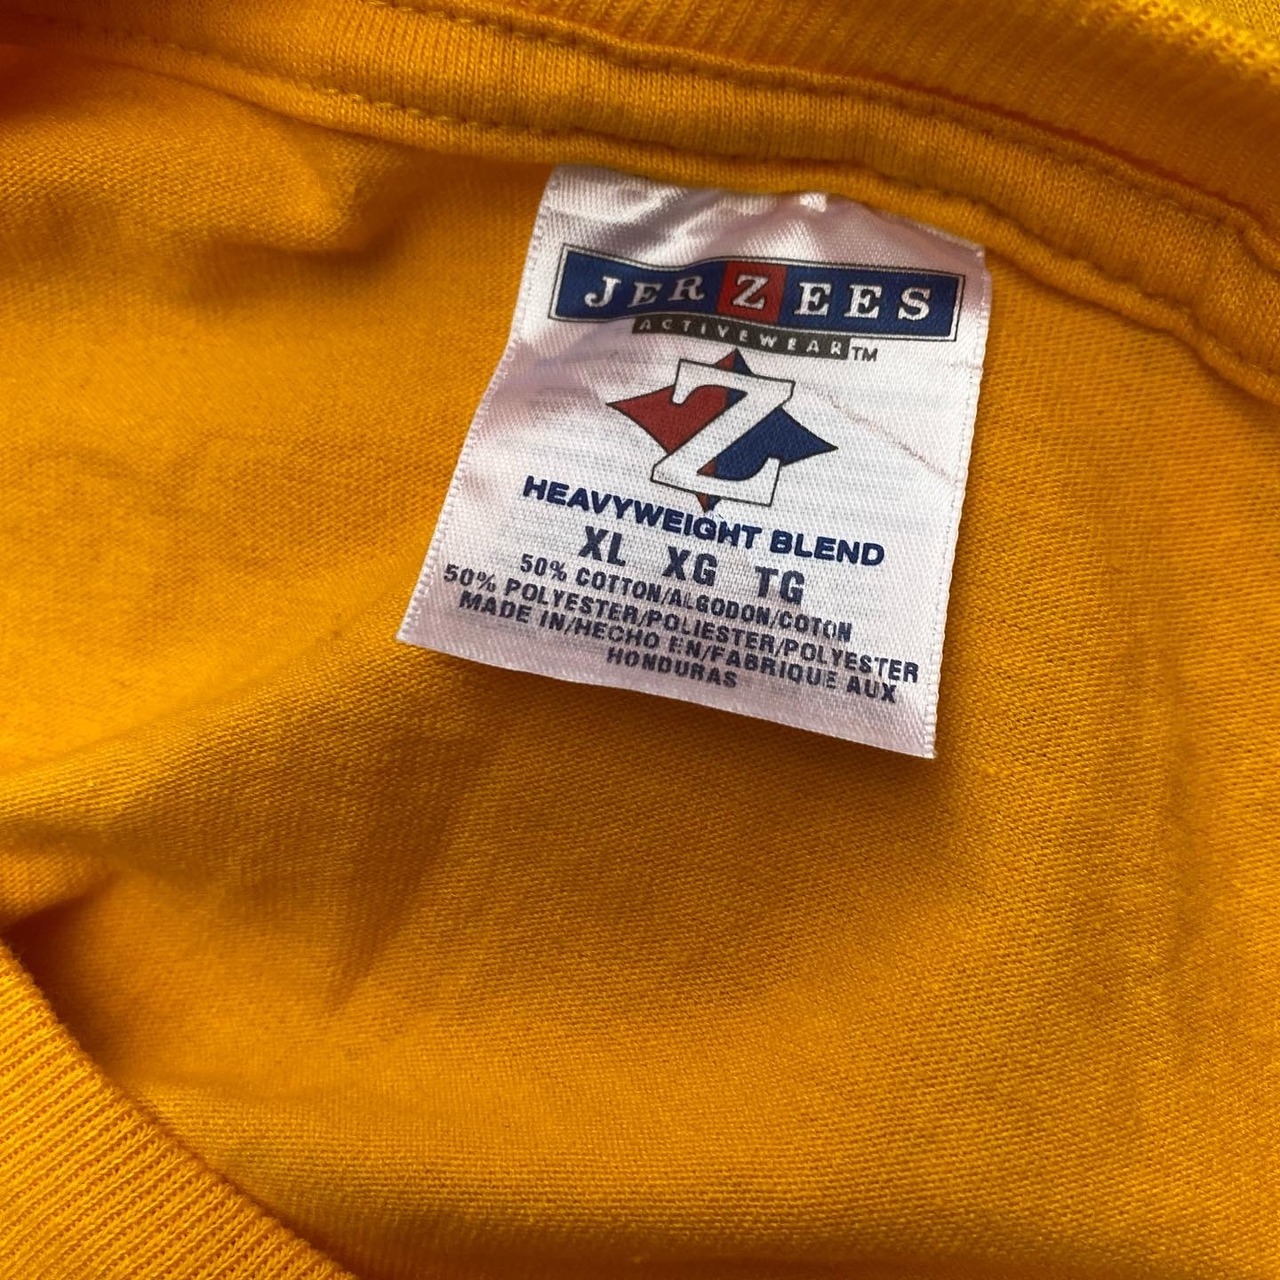 JERZEES
ACTIVEWEAR™
Z
HEAVYWEIGHT BLEND
XL XG TG
50% COTTON/ALGODON/COTON
50% POLYESTER/POLIESTER/POLYESTER
MADE IN/HECHO EN/FABRIQUE AUX
HONDURAS